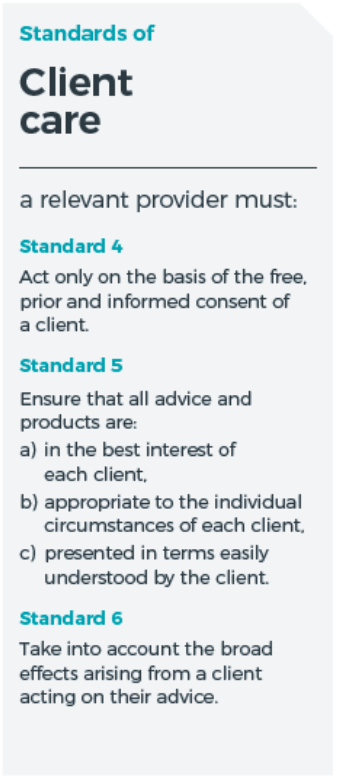 Standards of
Client
care
a relevant provider must:
Standard 4
Act only on the basis of the free,
prior and informed consent of
a client.
Standard 5
Ensure that all advice and
products are:
a) in the best interest of
each client,
b) appropriate to the individual
circumstances of each client,
c) presented in terms easily
understood by the client.
Standard 6
Take into account the broad
effects arising from a client
acting on their advice.